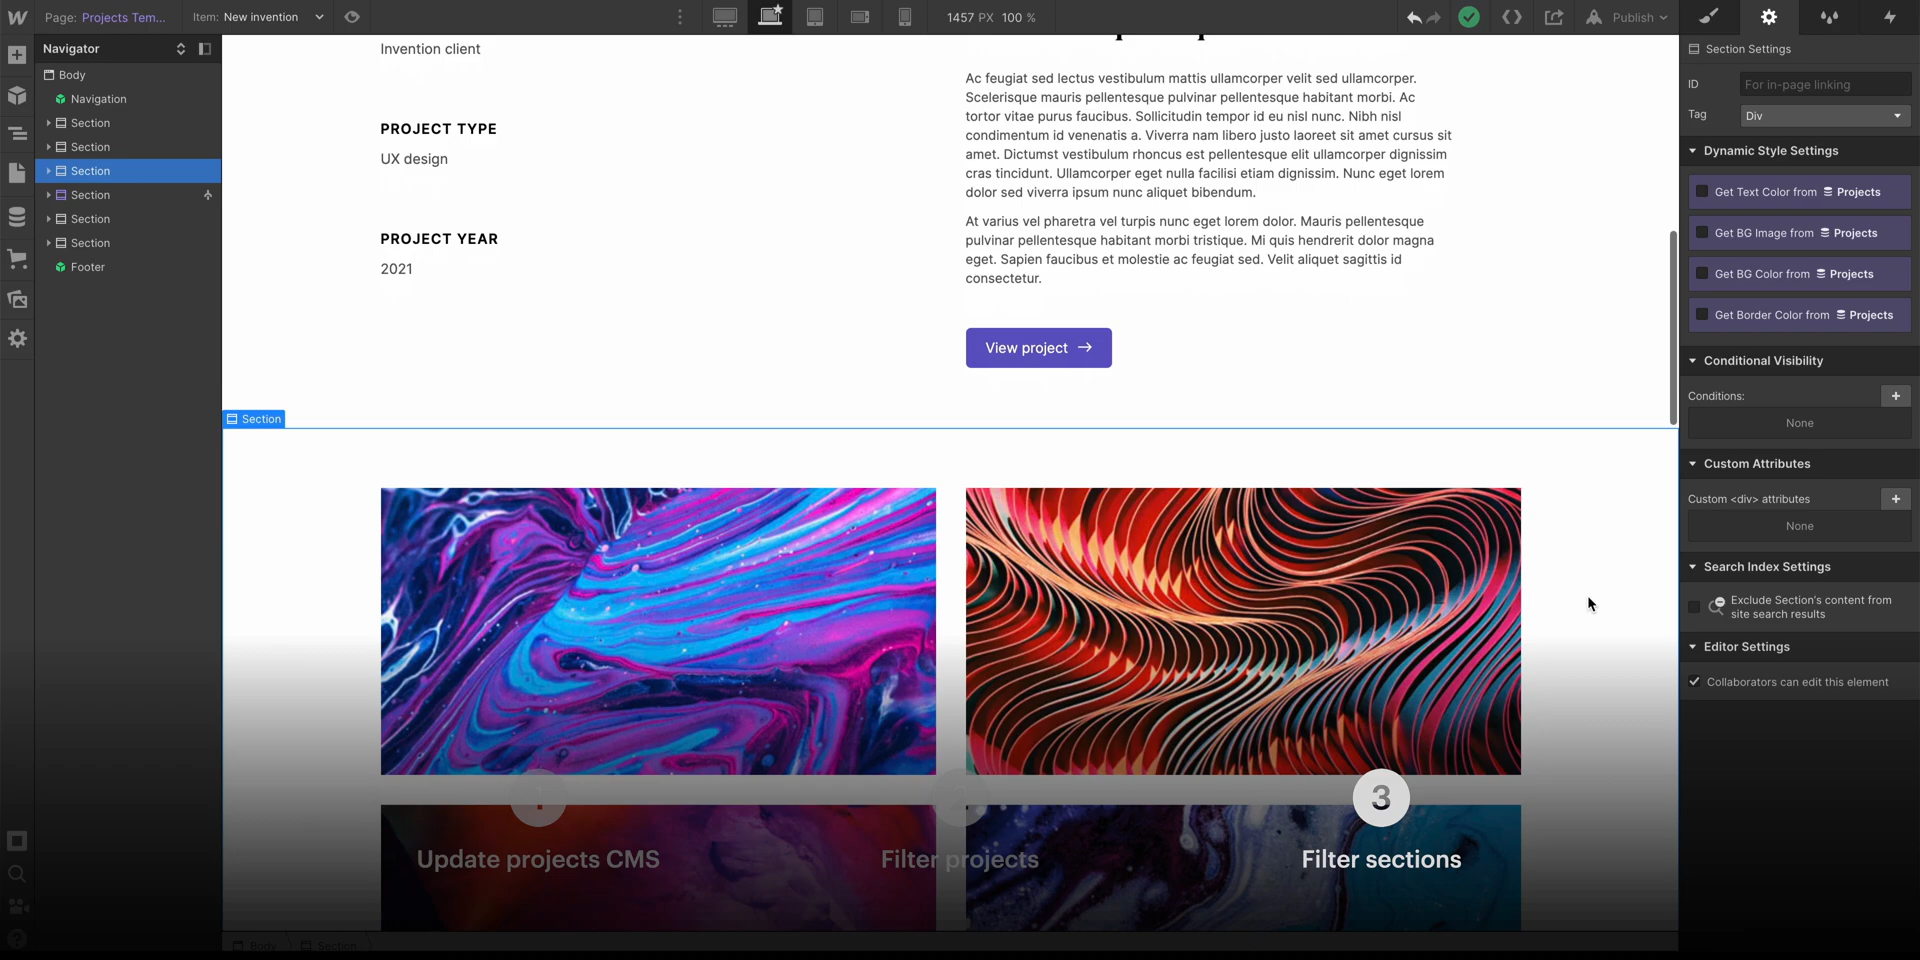 Page: Projects Tem...
Item: New invention
1457 PX 100 %
Publish
Navigator
Body
Navigation
Section
Section
Section
Section
Section
Section
Footer
Invention client
PROJECT TYPE
UX design
PROJECT YEAR
2021
Ac feugiat sed lectus vestibulum mattis ullamcorper velit sed ullamcorper.
Scelerisque mauris pellentesque pulvinar pellentesque habitant morbi. Ac
tortor vitae purus faucibus. Sollicitudin tempor id eu nisl nunc. Nibh nisl
condimentum id venenatis a. Viverra nam libero justo laoreet sit amet cursus sit
amet. Dictumst vestibulum rhoncus est pellentesque elit ullamcorper dignissim
cras tincidunt. Ullamcorper eget nulla facilisi etiam dignissim. Nunc eget lorem
dolor sed viverra ipsum nunc aliquet bibendum.
At varius vel pharetra vel turpis nunc eget lorem dolor. Mauris pellentesque
pulvinar pellentesque habitant morbi tristique. Mi quis hendrerit dolor magna
eget. Sapien faucibus et molestie ac feugiat sed. Velit aliquet sagittis id
consectetur.
View project
Section
1
2
3
Update projects CMS
Filter projects
Filter sections
Body
Section
Section Settings
ID
For in-page linking
Tag
Div
Dynamic Style Settings
Get Text Color from Projects
Get BG Image from Projects
Get BG Color from Projects
Get Border Color from Projects
Conditional Visibility
Conditions:
None
Custom Attributes
Custom <div> attributes
None
Search Index Settings
Exclude Section's content from
site search results
Editor Settings
Collaborators can edit this element